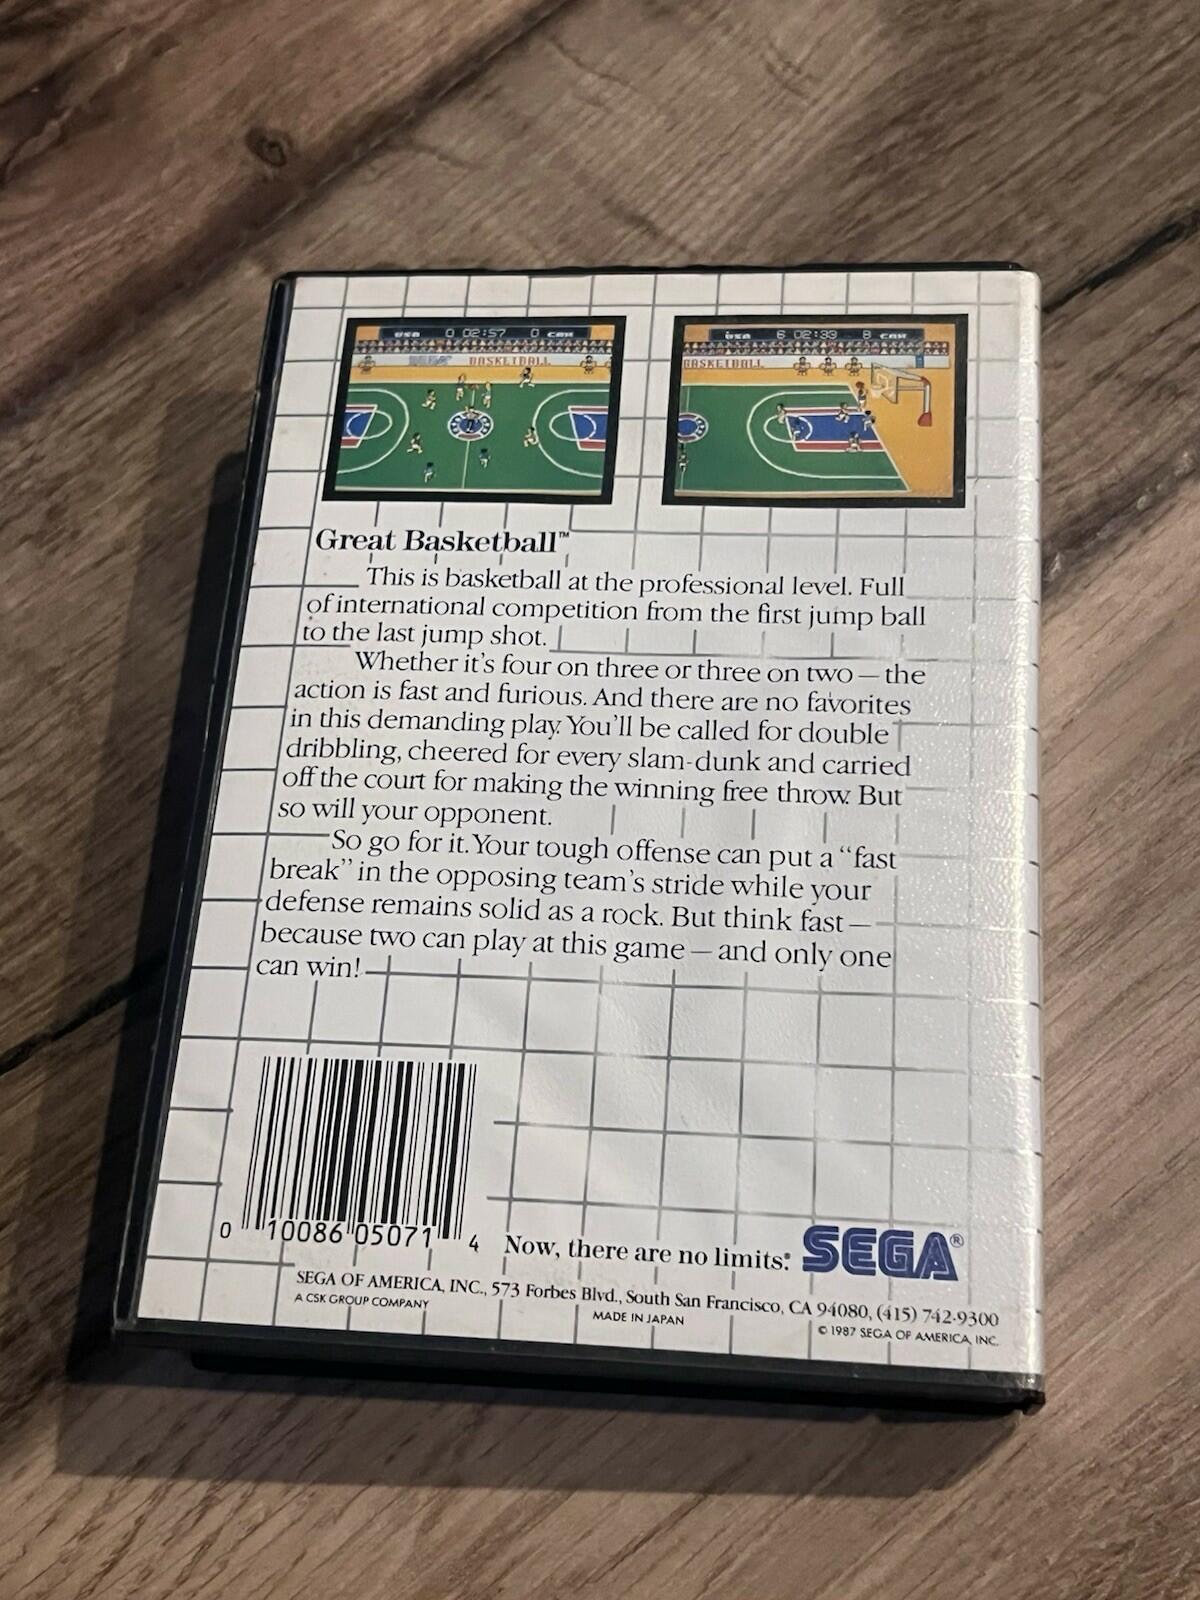 USA 0 02:57 0 CAN
SEGA BASKETBALL
USA 6 02:33 8 CAN
BASKETBALL
Great Basketball™
This is basketball at the professional level. Full
of international competition from the first jump ball
to the last jump shot.
Whether it's four on three or three on two — the
action is fast and furious. And there are no favorites
in this demanding play. You'll be called for double
dribbling, cheered for every slam-dunk and carried
off the court for making the winning free throw. But
so will your opponent.
So go for it. Your tough offense can put a “fast
break” in the opposing team's stride while your
defense remains solid as a rock. But think fast —
because two can play at this game — and only one
can win!
0 10086 05071 4
Now, there are no limits.® SEGA®
SEGA OF AMERICA, INC., 573 Forbes Blvd., South San Francisco, CA 94080, (415) 742-9300
A CSK GROUP COMPANY
MADE IN JAPAN
© 1987 SEGA OF AMERICA, INC.